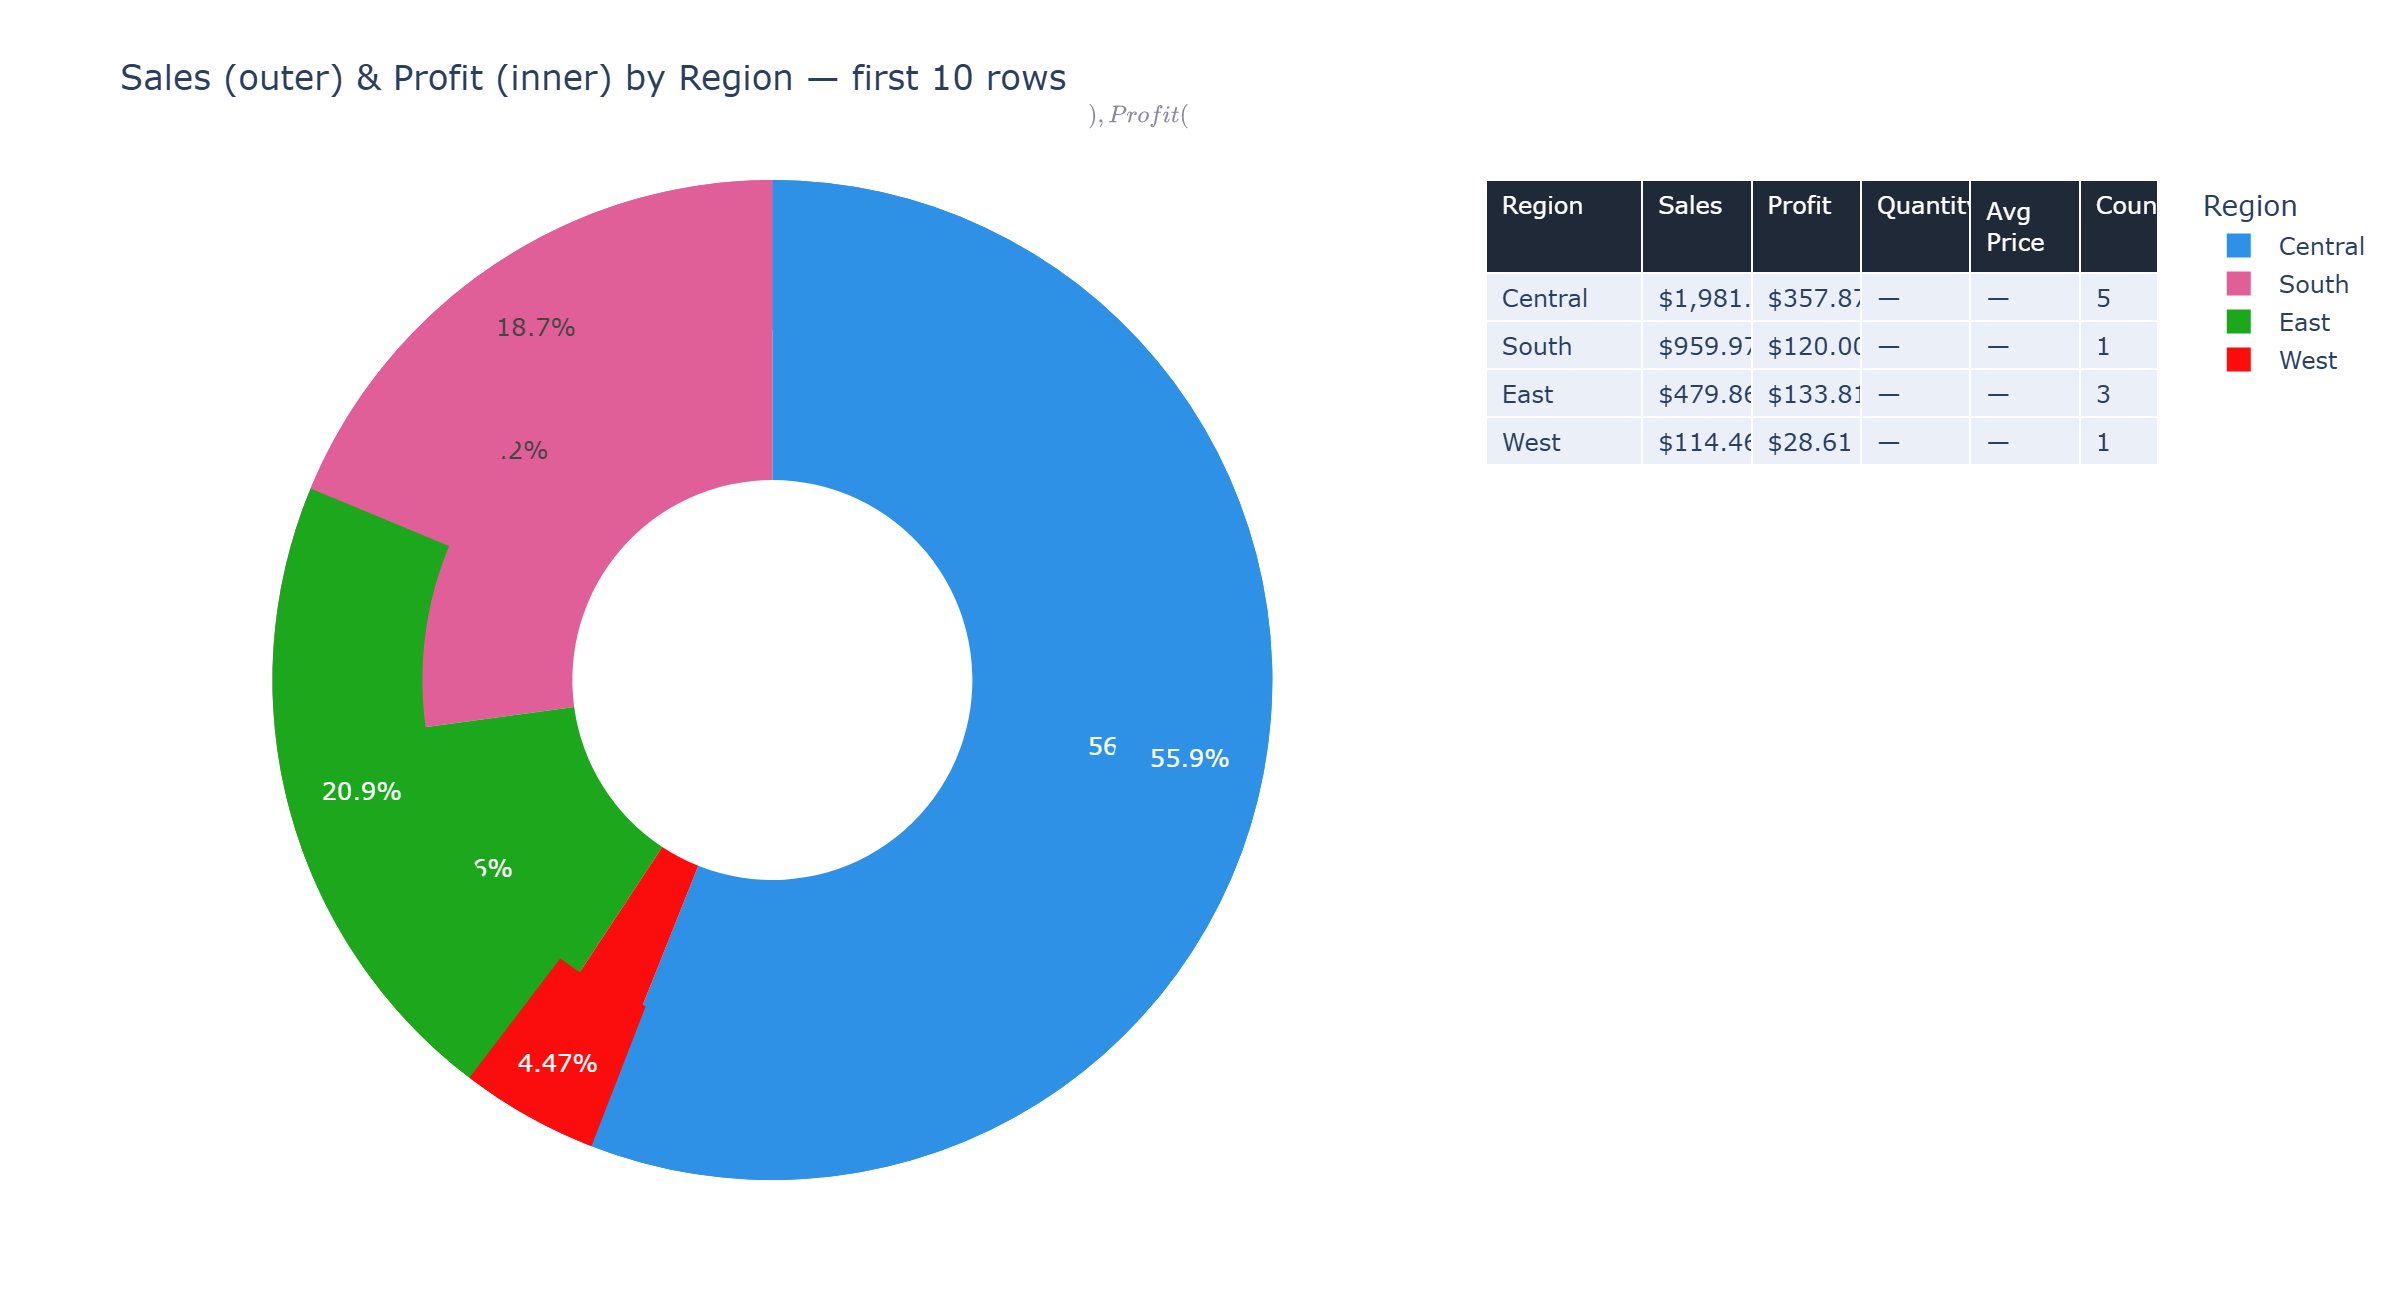 Sales (outer) & Profit (inner) by Region — first 10 rows
), Profit(
Region Sales Profit Quantity Avg Price Coun
Central $1,981. $357.87 — — 5
South $959.97 $120.00 — — 1
East $479.86 $133.81 — — 3
West $114.46 $28.61 — — 1
Region
Central
South
East
West
18.7%
.2%
56
55.9%
20.9%
6%
4.47%